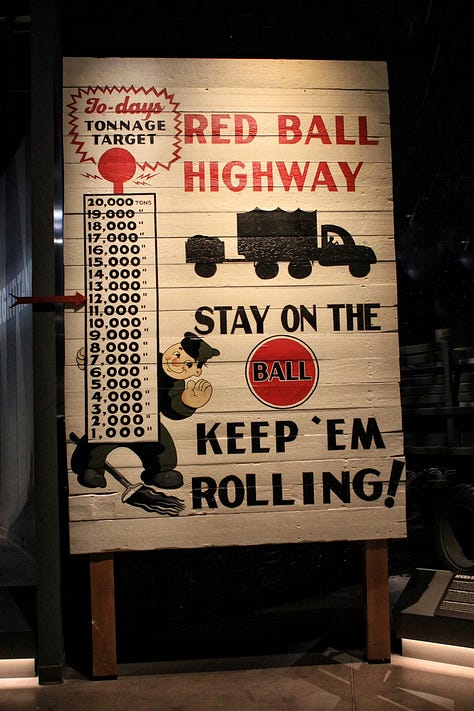 To-days
TONNAGE
TARGET
RED BALL
HIGHWAY
20,000 TONS
19,000 "
18,000 "
17,000 "
16,000 "
15,000 "
14,000 "
13,000 "
12,000 "
11,000 "
10,000 "
9,000 "
8,000 "
7,000 "
6,000 "
5,000 "
4,000 "
3,000 "
2,000 "
1,000 "
STAY ON THE
BALL
KEEP 'EM
ROLLING!